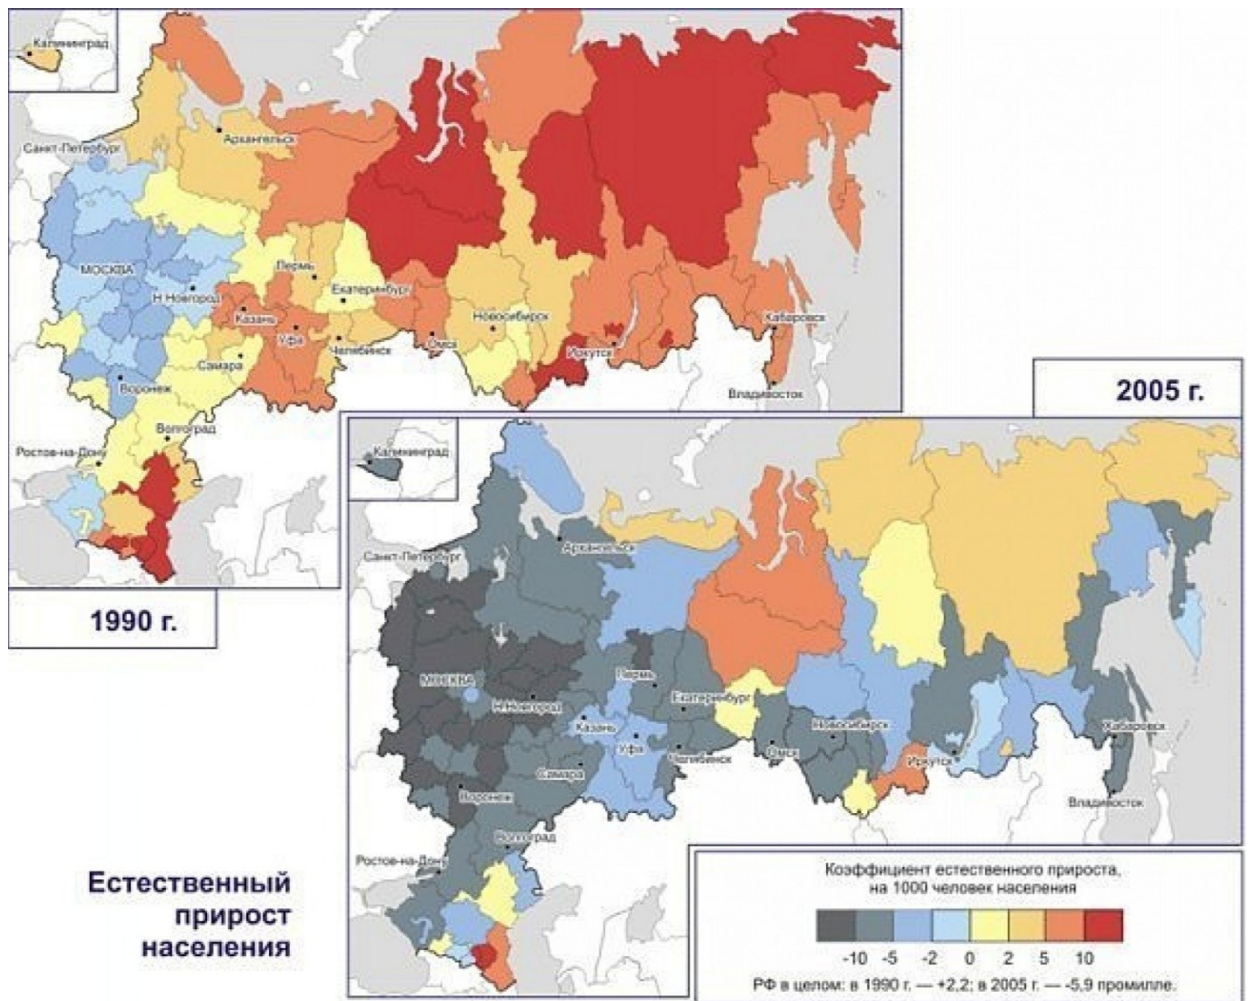 Калининград
Архангельск
Санкт-Петербург
МОСКВА
Н.Новгород
Пермь
Екатеринбург
Казань
Уфа
Челябинск
Самара
Воронеж
Омск
Новосибирск
Иркутск
Хабаровск
Владивосток
Волгоград
Ростов-на-Дону
1990 г.
2005 г.
Калининград
Архангельск
Санкт-Петербург
МОСКВА
Н.Новгород
Пермь
Екатеринбург
Казань
Уфа
Челябинск
Самара
Воронеж
Омск
Новосибирск
Иркутск
Хабаровск
Владивосток
Волгоград
Ростов-на-Дону
Естественный
прирост
населения
Коэффициент естественного прироста,
на 1000 человек населения
-10 -5 -2 0 2 5 10
РФ в целом: в 1990 г. — +2,2; в 2005 г. — -5,9 промилле.